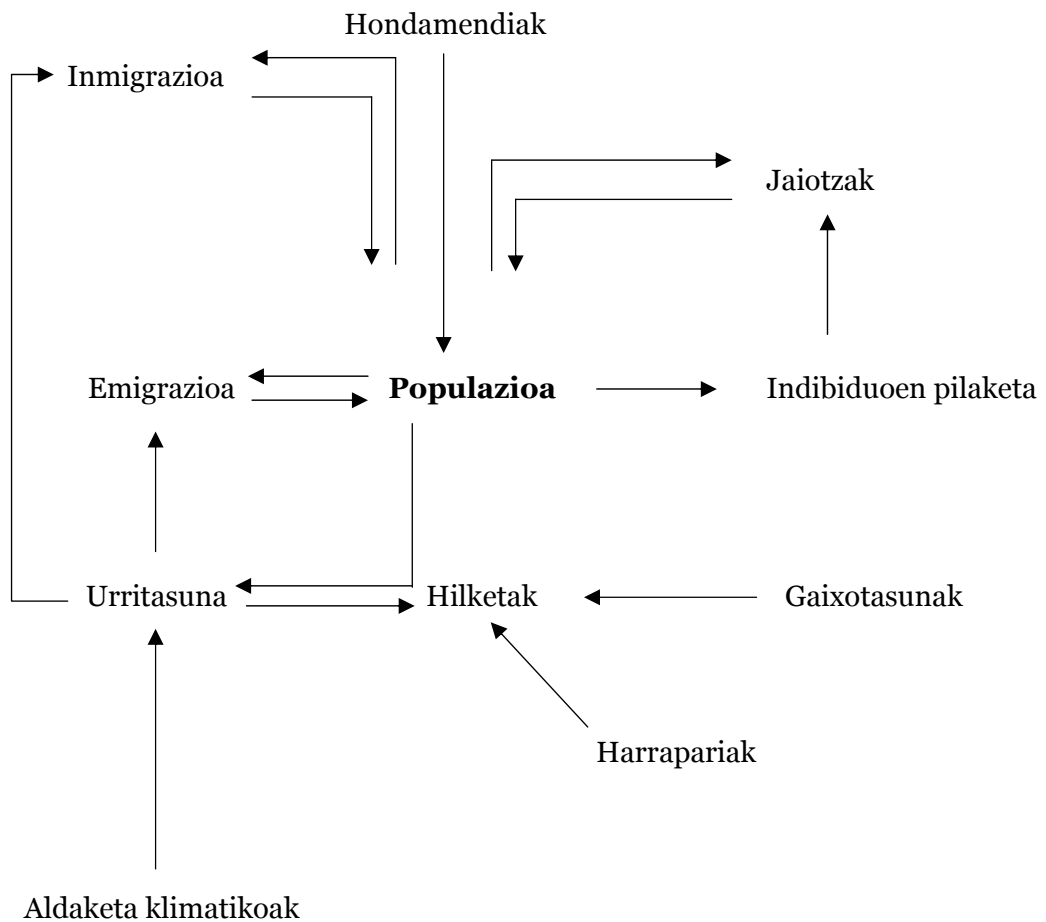 Hondamendiak
Inmigrazioa
Jaiotzak
Emigrazioa
Populazioa
Indibiduoen pilaketa
Urritasuna
Hilketak
Gaixotasunak
Harrapariak
Aldaketa klimatikoak